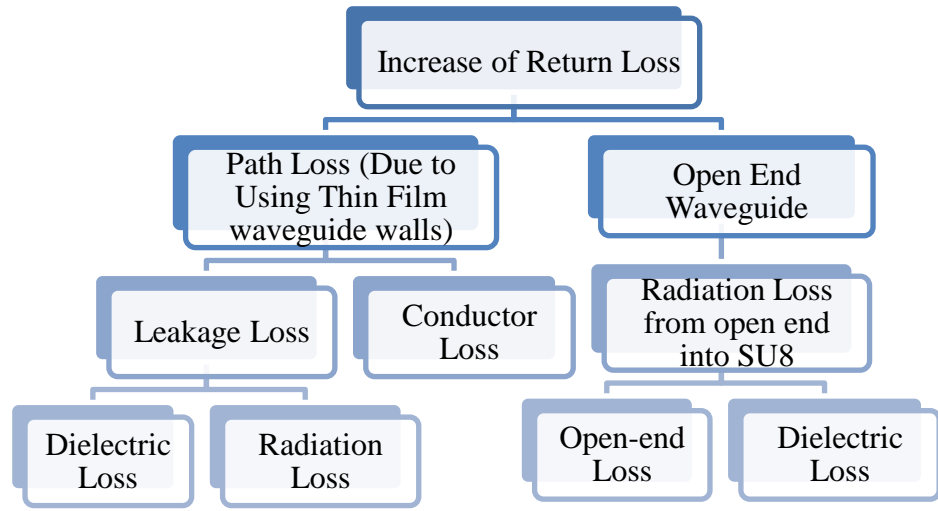 Increase of Return Loss
Path Loss (Due to
Using Thin Film
waveguide walls)
Open End
Waveguide
Leakage Loss
Conductor
Loss
Radiation Loss
from open end
into SU8
Dielectric
Loss
Radiation
Loss
Open-end
Loss
Dielectric
Loss